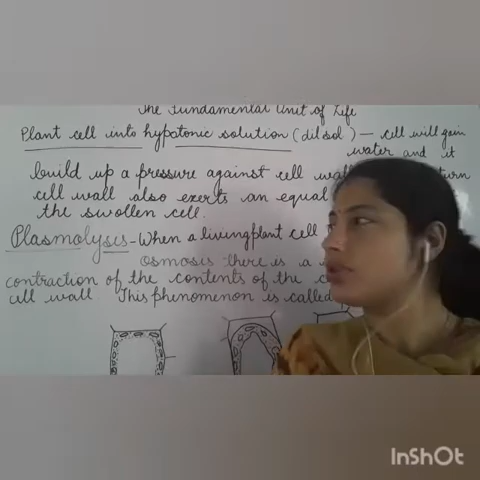 The Fundamental Unit of Life
Plant cell into hypotonic solution (dil sol) — cell will gain
water and it
build up a pressure against cell wall turn
cell wall also exerts an equal
the swollen cell.
Plasmolysis - When a living plant cell
osmosis there is a
contraction of the contents of the
cell wall This phenomenon is called
InShOt